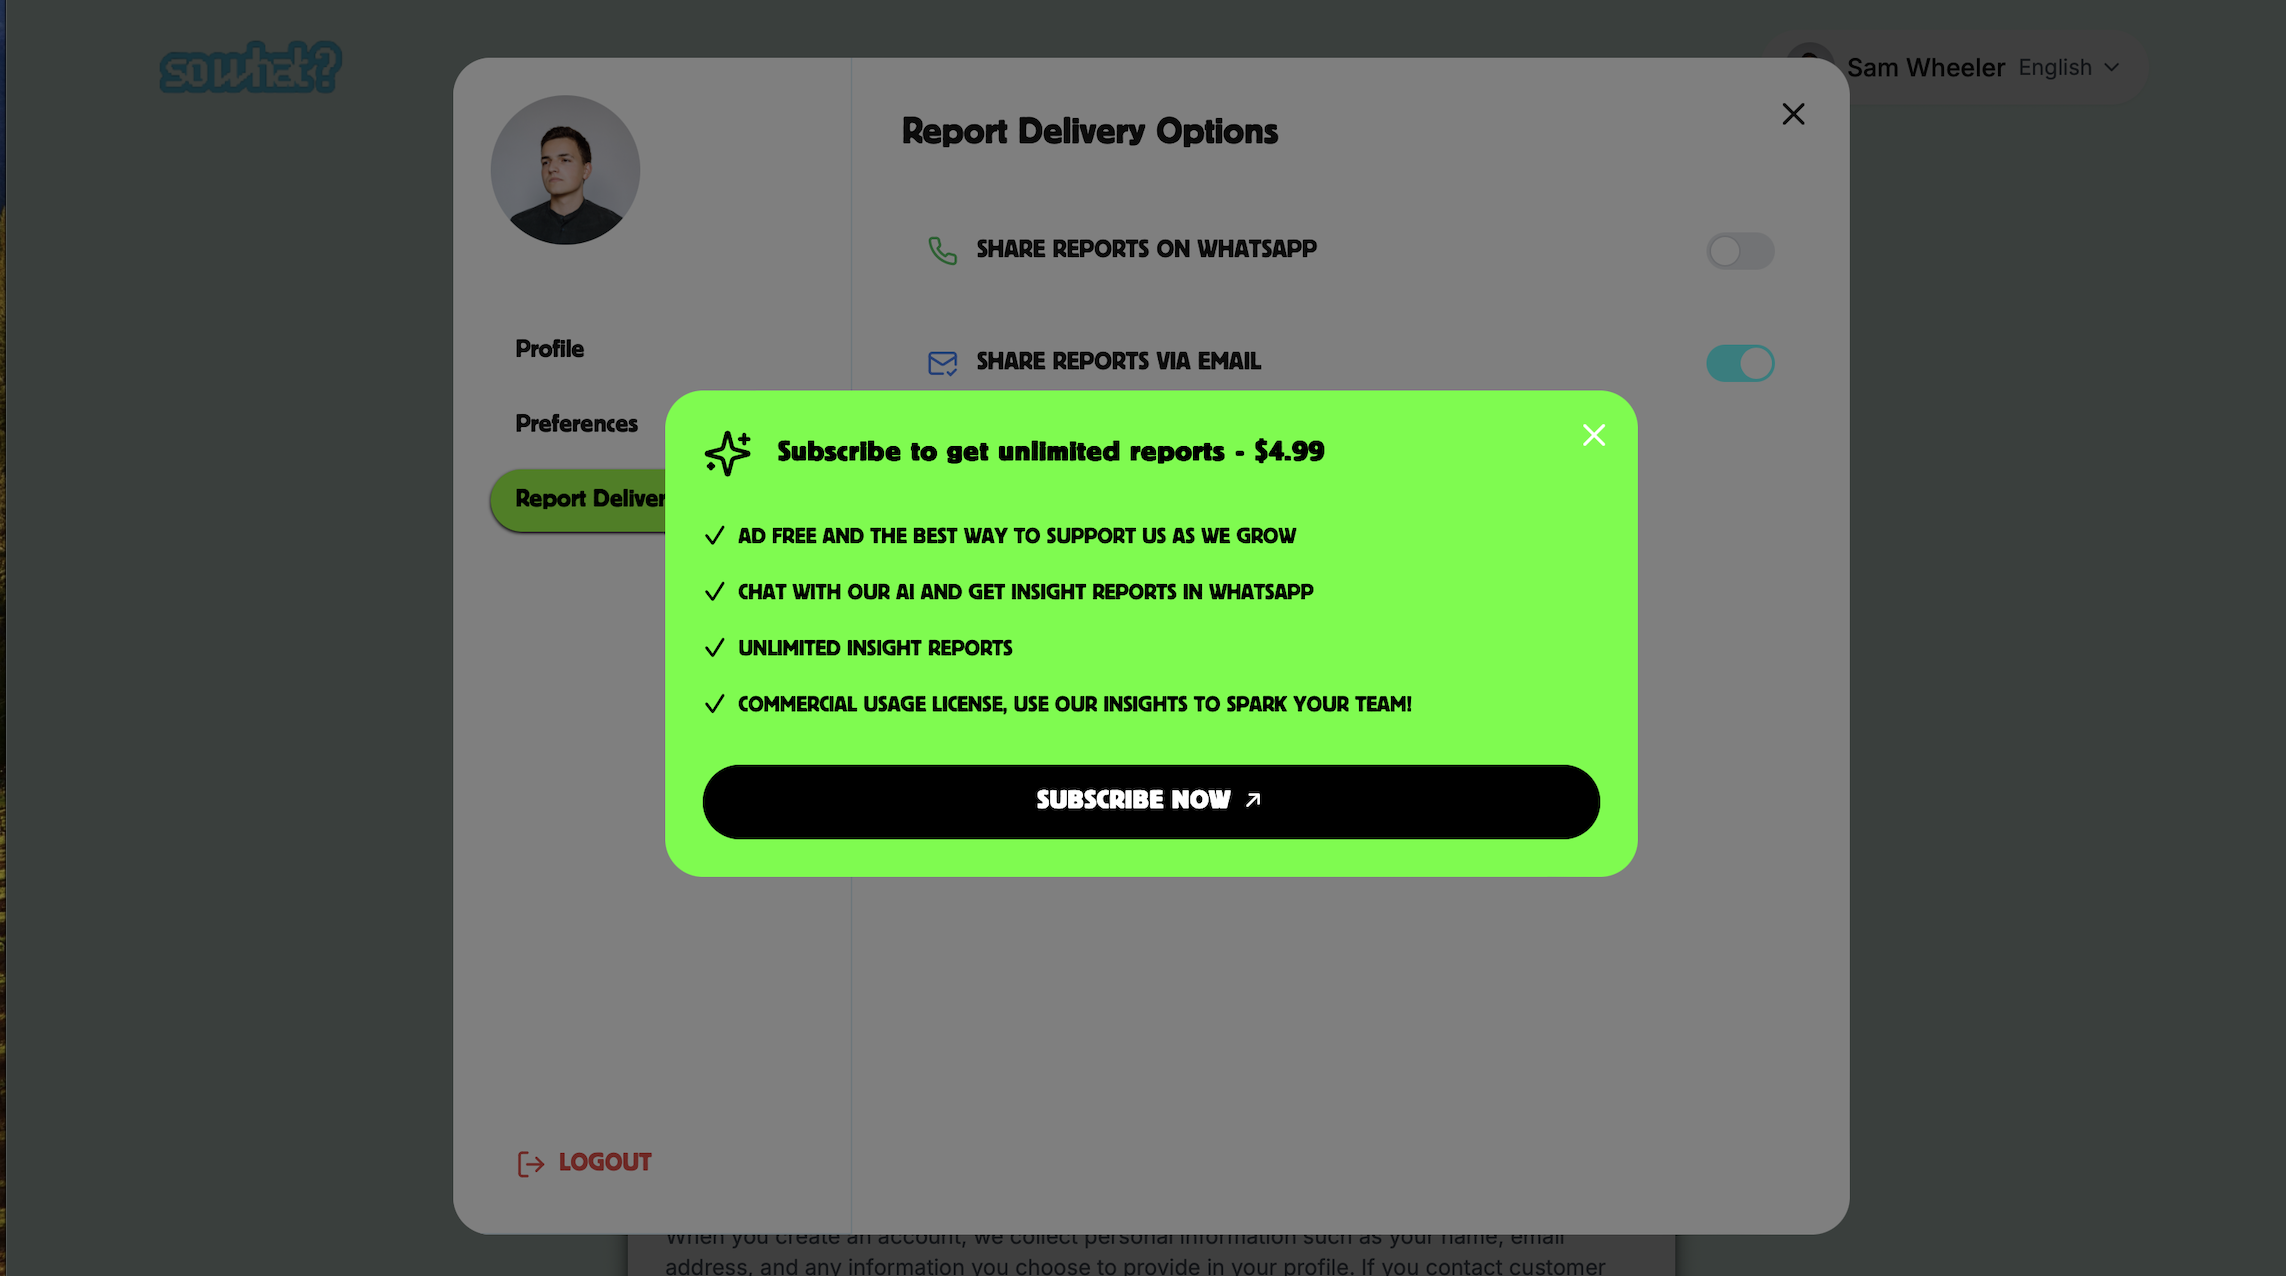 sowhat?
Sam Wheeler English
Report Delivery Options
SHARE REPORTS ON WHATSAPP
SHARE REPORTS VIA EMAIL
Profile
Preferences
Report Deliver
LOGOUT
Subscribe to get unlimited reports - $4.99
AD FREE AND THE BEST WAY TO SUPPORT US AS WE GROW
CHAT WITH OUR AI AND GET INSIGHT REPORTS IN WHATSAPP
UNLIMITED INSIGHT REPORTS
COMMERCIAL USAGE LICENSE, USE OUR INSIGHTS TO SPARK YOUR TEAM!
SUBSCRIBE NOW
When you create an account, we collect personal information such as your name, email
address, and any information you choose to provide in your profile. If you contact customer